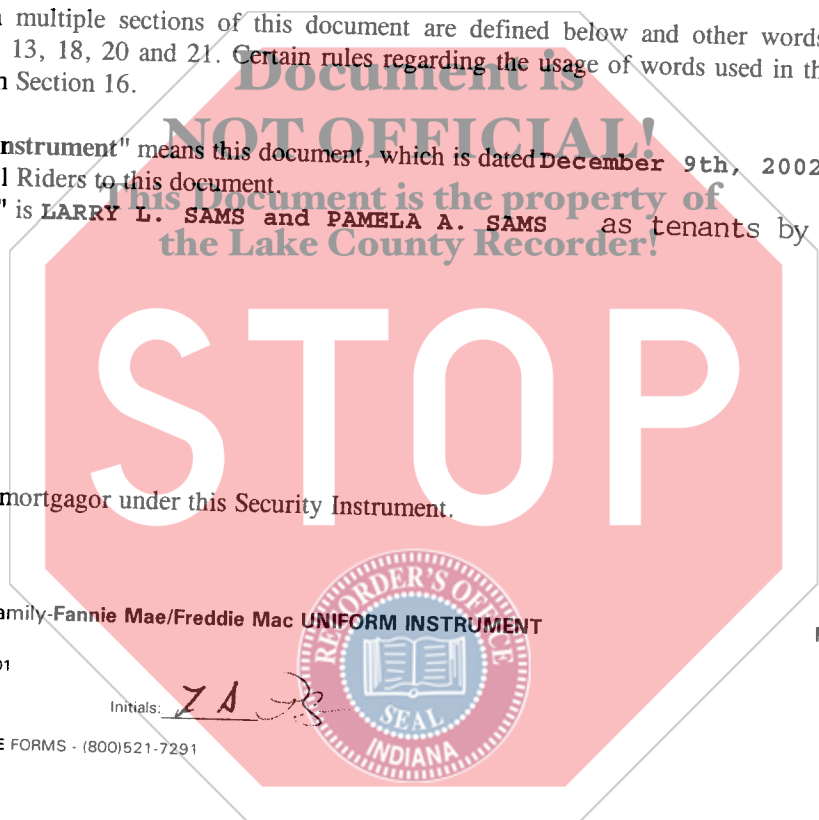 multiple sections of this document are defined below and other words
13, 18, 20 and 21. Certain rules regarding the usage of words used in th
Section 16.
Document is
NOT OFFICIAL!
This Document is the property of
the Lake County Recorder!
nstrument" means this document, which is dated December 9th, 2002
l Riders to this document.
" is LARRY L. SAMS and PAMELA A. SAMS as tenants by
STOP
mortgagor under this Security Instrument.
amily-Fannie Mae/Freddie Mac UNIFORM INSTRUMENT
01
RECORDER'S OFFICE
SEAL
INDIANA
Initials: L S
E FORMS - (800)521-7291